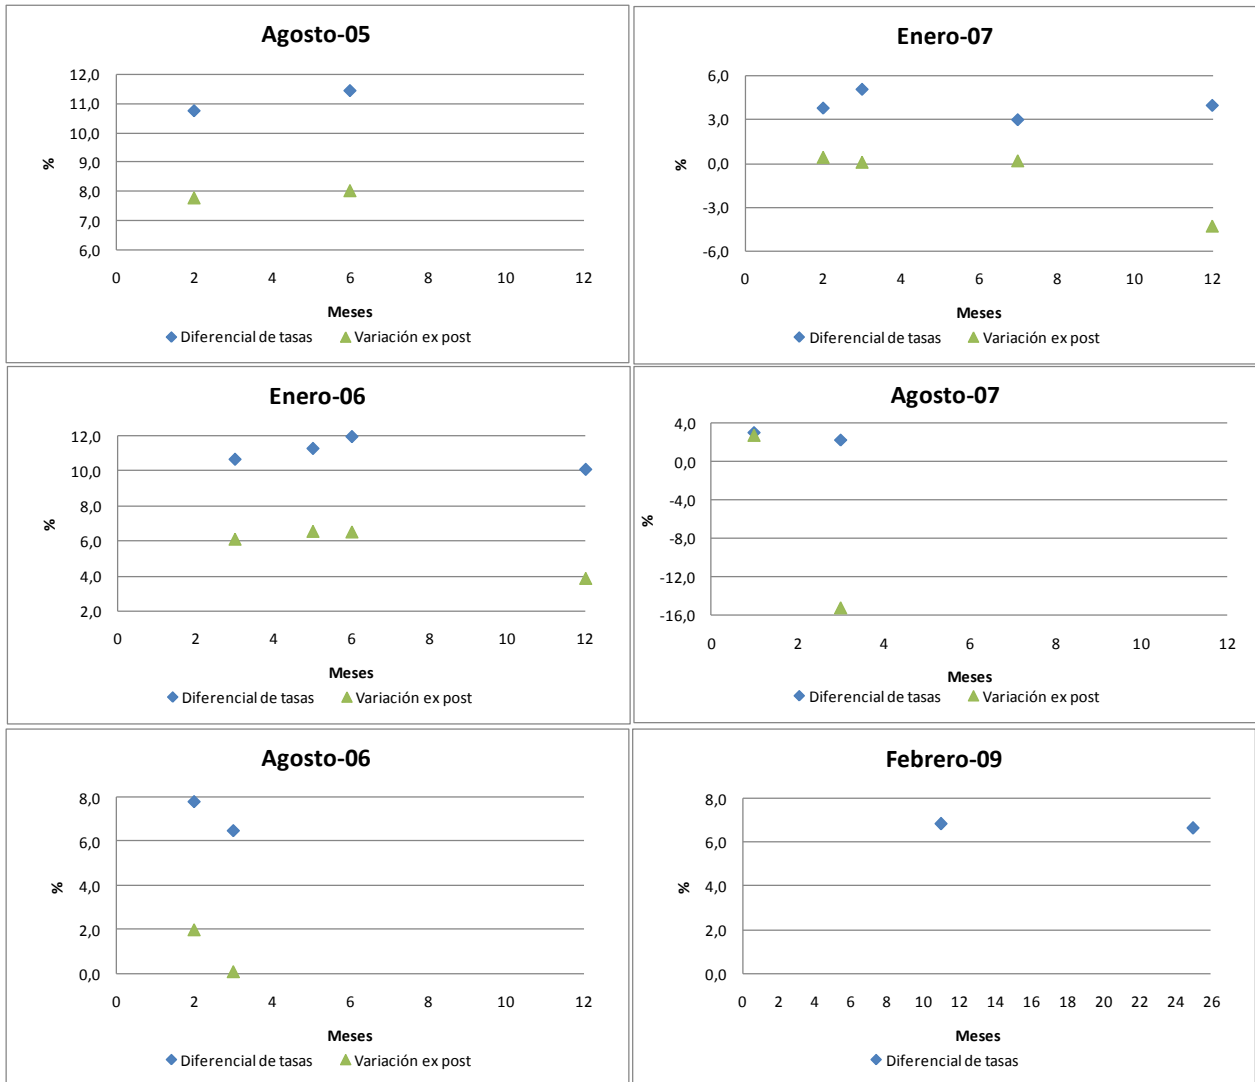 Agosto-05
12,0
11,0
10,0
9,0
8,0
7,0
6,0
%
0 2 4 6 8 10 12
Meses
Diferencial de tasas Variación ex post
Enero-07
6,0
3,0
0,0
-3,0
-6,0
%
0 2 4 6 8 10 12
Meses
Diferencial de tasas Variación ex post
Enero-06
12,0
10,0
8,0
6,0
4,0
2,0
%
0 2 4 6 8 10 12
Meses
Diferencial de tasas Variación ex post
Agosto-07
4,0
0,0
-4,0
-8,0
-12,0
-16,0
%
0 2 4 6 8 10 12
Meses
Diferencial de tasas Variación ex post
Agosto-06
8,0
6,0
4,0
2,0
0,0
%
0 2 4 6 8 10 12
Meses
Diferencial de tasas Variación ex post
Febrero-09
8,0
6,0
4,0
2,0
0,0
%
0 2 4 6 8 10 12 14 16 18 20 22 24 26
Meses
Diferencial de tasas